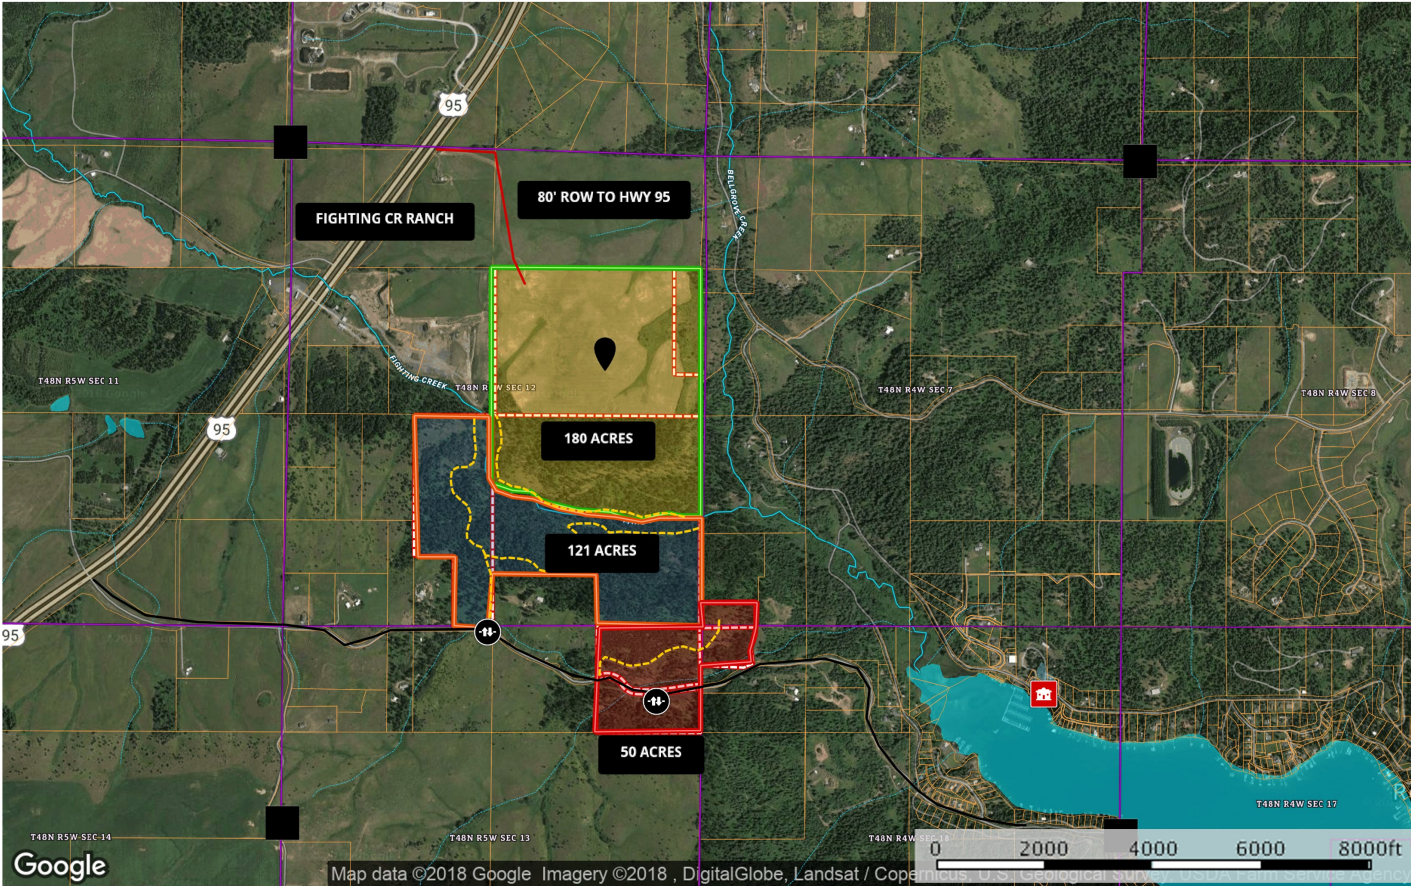 95
80' ROW TO HWY 95
FIGHTING CR RANCH
BELLGROVE CREEK
FIGHTING CREEK
T48N R5W SEC 11
T48N R W SEC 12
T48N R4W SEC 7
T48N R4W SEC 8
95
180 ACRES
121 ACRES
95
50 ACRES
T48N R4W SEC 17
T48N R5W SEC 14
T48N R5W SEC 13
T48N R4W SEC 18
0 2000 4000 6000 8000ft
Google
Map data ©2018 Google Imagery ©2018 , DigitalGlobe, Landsat / Copernicus, U.S. Geological Survey, USDA Farm Service Agency